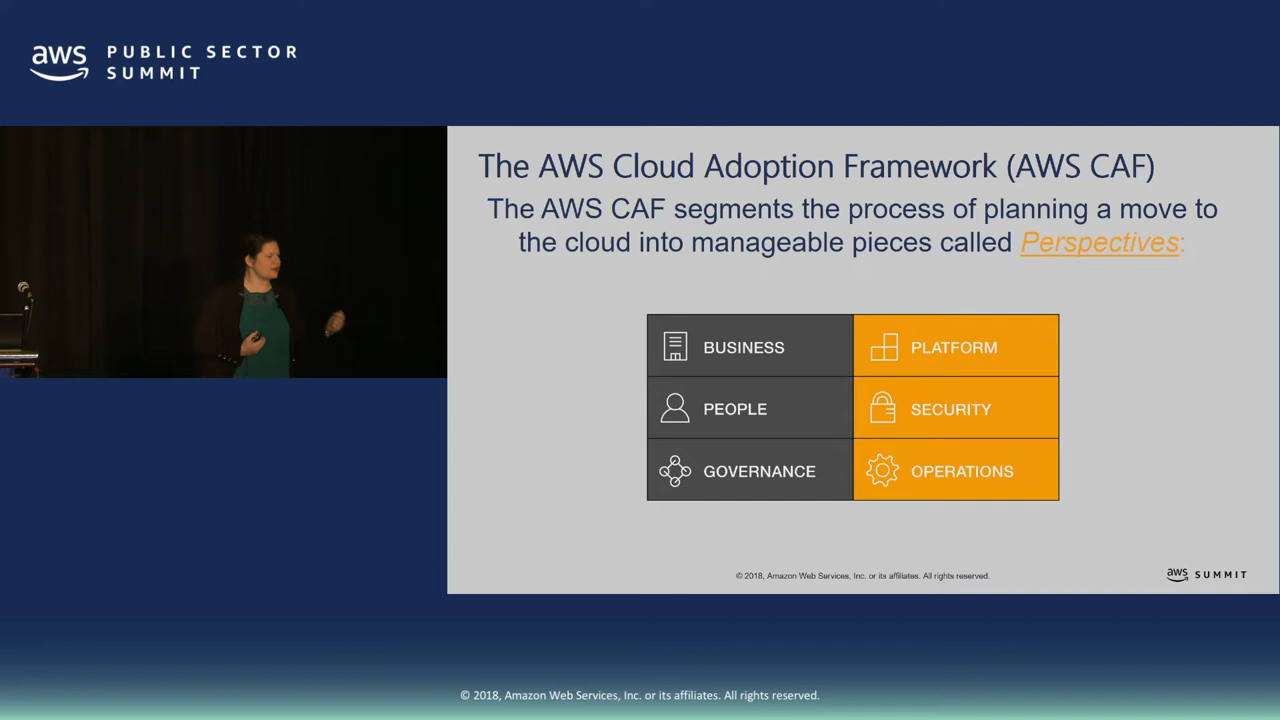 aws PUBLIC SECTOR
SUMMIT
The AWS Cloud Adoption Framework (AWS CAF)
The AWS CAF segments the process of planning a move to
the cloud into manageable pieces called Perspectives:
BUSINESS PLATFORM
PEOPLE SECURITY
GOVERNANCE OPERATIONS
© 2018, Amazon Web Services, Inc. or its affiliates. All rights reserved.
aws SUMMIT
© 2018, Amazon Web Services, Inc. or its affiliates. All rights reserved.